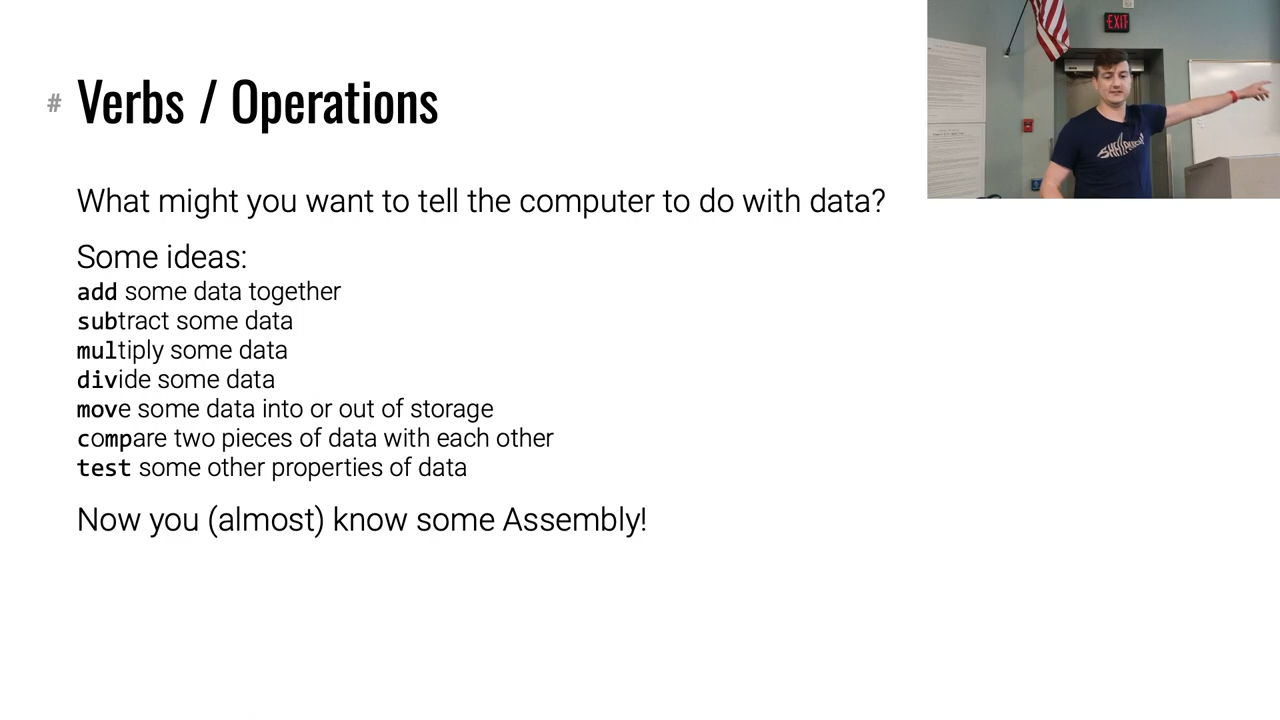 # Verbs / Operations
What might you want to tell the computer to do with data?
Some ideas:
add some data together
subtract some data
multiply some data
divide some data
move some data into or out of storage
compare two pieces of data with each other
test some other properties of data
Now you (almost) know some Assembly!
EXIT